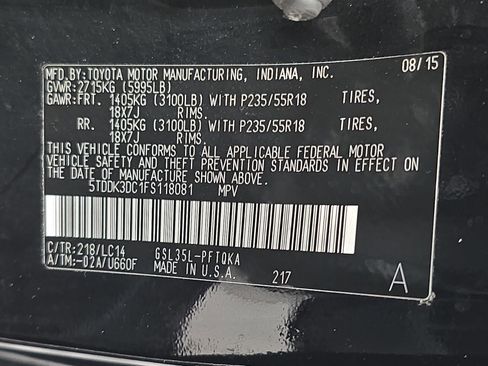 MFD. BY: TOYOTA MOTOR MANUFACTURING, INDIANA, INC. 08/15
GVWR: 2715KG (5995LB)
GAWR: FRT. 1405KG (3100LB) WITH P235/55R18 TIRES,
18X7J RIMS.
RR. 1405KG (3100LB) WITH P235/55R18 TIRES,
18X7J RIMS.
THIS VEHICLE CONFORMS TO ALL APPLICABLE FEDERAL MOTOR
VEHICLE SAFETY AND THEFT PREVENTION STANDARDS IN EFFECT ON
THE DATE OF MANUFACTURE SHOWN ABOVE.
5TDDK3DC1FS118081 MPV
C/TR: 218/LC14 GSL35L-PFTQKA
A/TM: -02A/U660F MADE IN U.S.A. 217 A